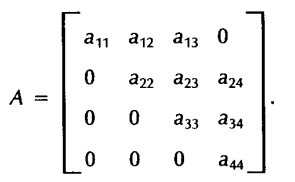 a₁₁ a₁₂ a₁₃ 0
0 a₂₂ a₂₃ a₂₄
A = 0 0 a₃₃ a₃₄ .
0 0 0 a₄₄